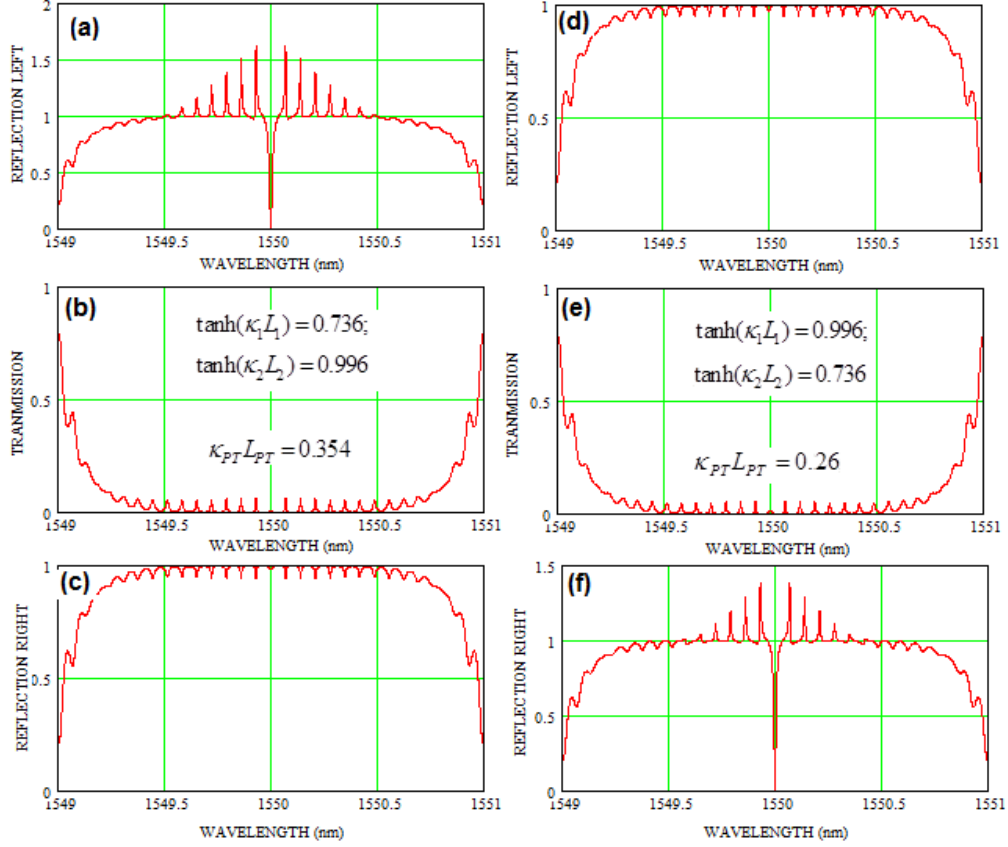 (a)
REFLECTION LEFT
2
1.5
1
0.5
0
1549
1549.5
1550
1550.5
1551
WAVELENGTH (nm)
(b)
TRANMISSION
1
0.5
0
tanh(κ₁L₁) = 0.736;
tanh(κ₂L₂) = 0.996
κ_PT L_PT = 0.354
1549
1549.5
1550
1550.5
1551
WAVELENGTH (nm)
(c)
REFLECTION RIGHT
1
0.5
0
1549
1549.5
1550
1550.5
1551
WAVELENGTH (nm)
(d)
REFLECTION LEFT
1
0.5
0
1549
1549.5
1550
1550.5
1551
WAVELENGTH (nm)
(e)
TRANMISSION
1
0.5
0
tanh(κ₁L₁) = 0.996;
tanh(κ₂L₂) = 0.736
κ_PT L_PT = 0.26
1549
1549.5
1550
1550.5
1551
WAVELENGTH (nm)
(f)
REFLECTION RIGHT
1.5
1
0.5
0
1549
1549.5
1550
1550.5
1551
WAVELENGTH (nm)